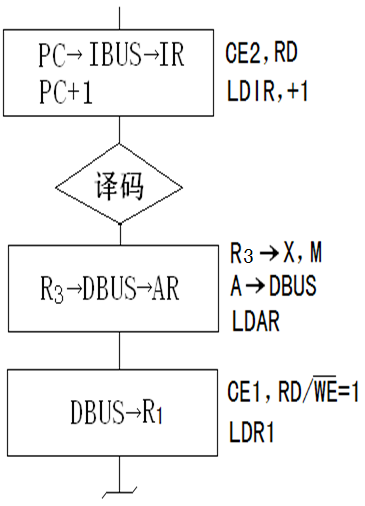 PC→IBUS→IR
PC+1
CE2, RD
LDIR, +1
译码
R₃→DBUS→AR
R₃→X, M
A→DBUS
LDAR
DBUS→R₁
CE1, RD/W̅E̅=1
LDR1